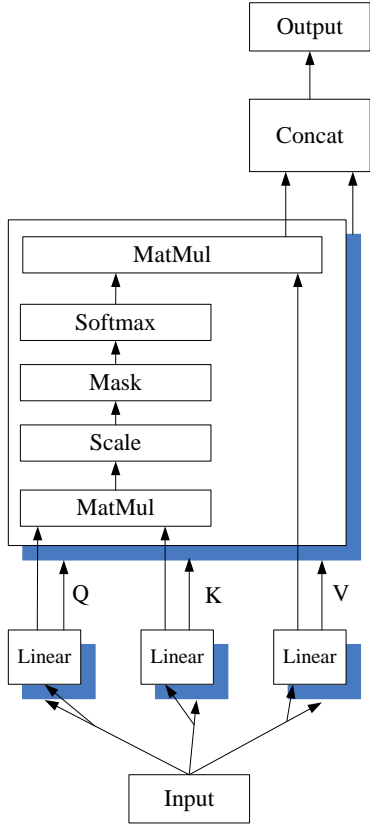 Output
Concat
MatMul
Softmax
Mask
Scale
MatMul
Q
K
V
Linear
Linear
Linear
Input